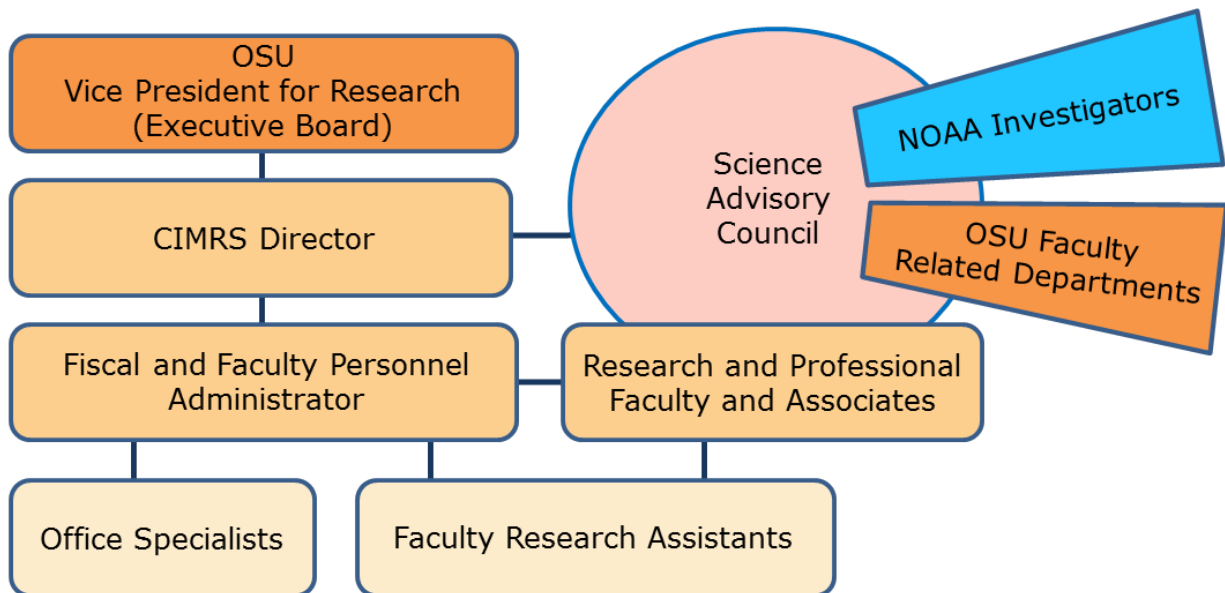 OSU
Vice President for Research
(Executive Board)
CIMRS Director
Science
Advisory
Council
NOAA Investigators
OSU Faculty
Related Departments
Fiscal and Faculty Personnel
Administrator
Research and Professional
Faculty and Associates
Office Specialists
Faculty Research Assistants